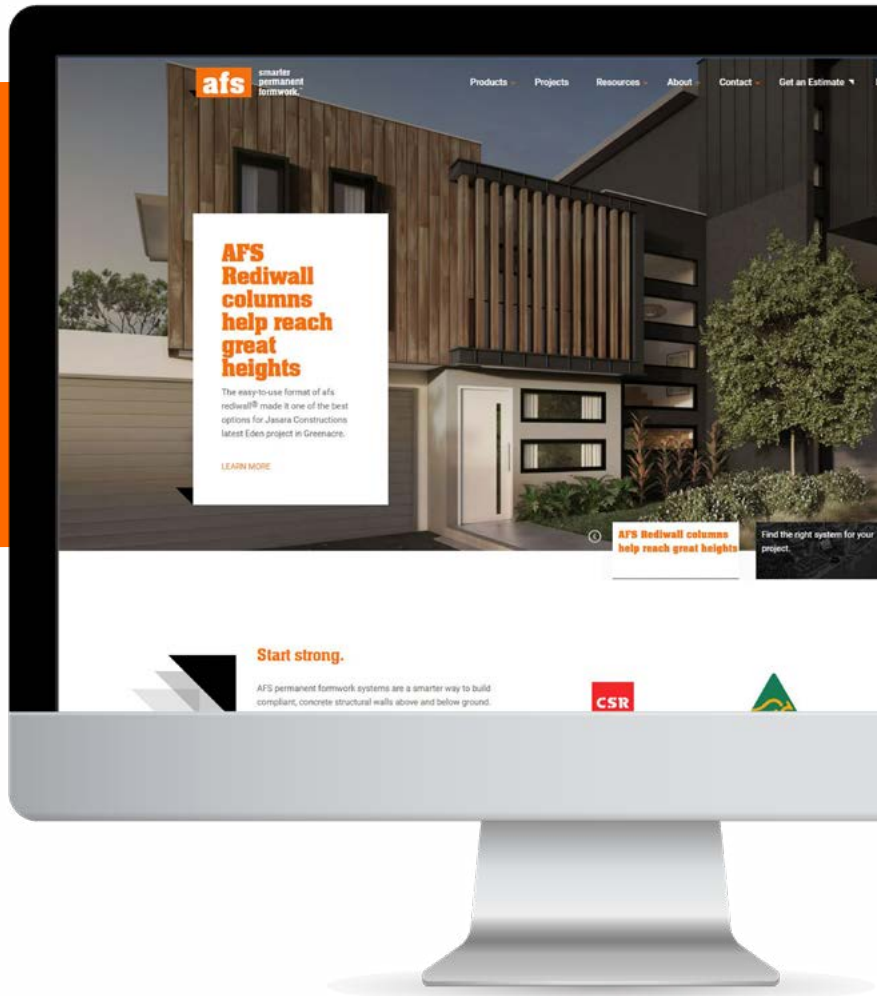 afs
smarter
permanent
formwork.™
Products
Projects
Resources
About
Contact
Get an Estimate
AFS
Rediwall
columns
help reach
great
heights
The easy-to-use format of afs
rediwall® made it one of the best
options for Jasara Constructions
latest Eden project in Greenacre.
LEARN MORE
AFS Rediwall columns
help reach great heights
Find the right system for your
project.
Start strong.
AFS permanent formwork systems are a smarter way to build
compliant, concrete structural walls above and below ground.
CSR